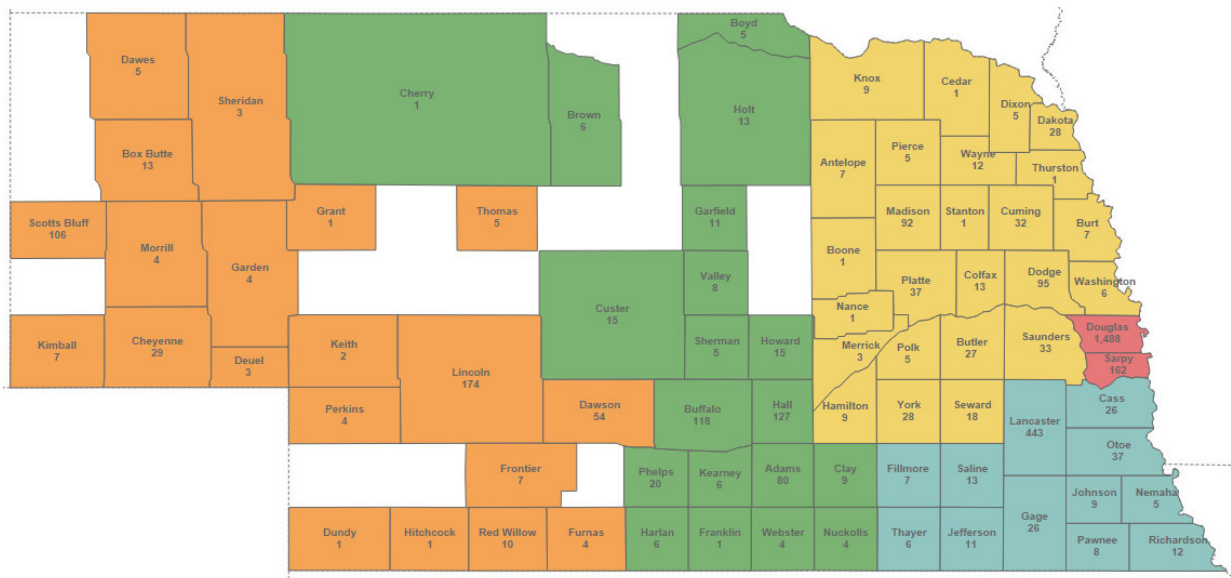 Boyd
5
Dawes
5
Sheridan
3
Cherry
1
Brown
6
Holt
13
Knox
9
Cedar
1
Dixon
5
Dakota
28
Box Butte
13
Antelope
7
Pierce
5
Wayne
12
Thurston
1
Scotts Bluff
106
Morrill
4
Garden
4
Grant
1
Thomas
5
Garfield
11
Madison
92
Stanton
1
Cuming
32
Burt
7
Boone
1
Platte
37
Colfax
13
Dodge
95
Washington
6
Custer
15
Valley
8
Nance
1
Kimball
7
Cheyenne
29
Deuel
3
Keith
2
Lincoln
174
Sherman
5
Howard
15
Merrick
3
Polk
5
Butler
27
Saunders
33
Douglas
1,488
Sarpy
162
Perkins
4
Dawson
54
Buffalo
118
Hall
127
Hamilton
9
York
28
Seward
18
Lancaster
443
Cass
26
Otoe
37
Frontier
7
Phelps
20
Kearney
6
Adams
80
Clay
9
Fillmore
7
Saline
13
Gage
26
Johnson
9
Nemaha
5
Dundy
1
Hitchcock
1
Red Willow
10
Furnas
4
Harlan
6
Franklin
1
Webster
4
Nuckolls
4
Thayer
6
Jefferson
11
Pawnee
8
Richardson
12